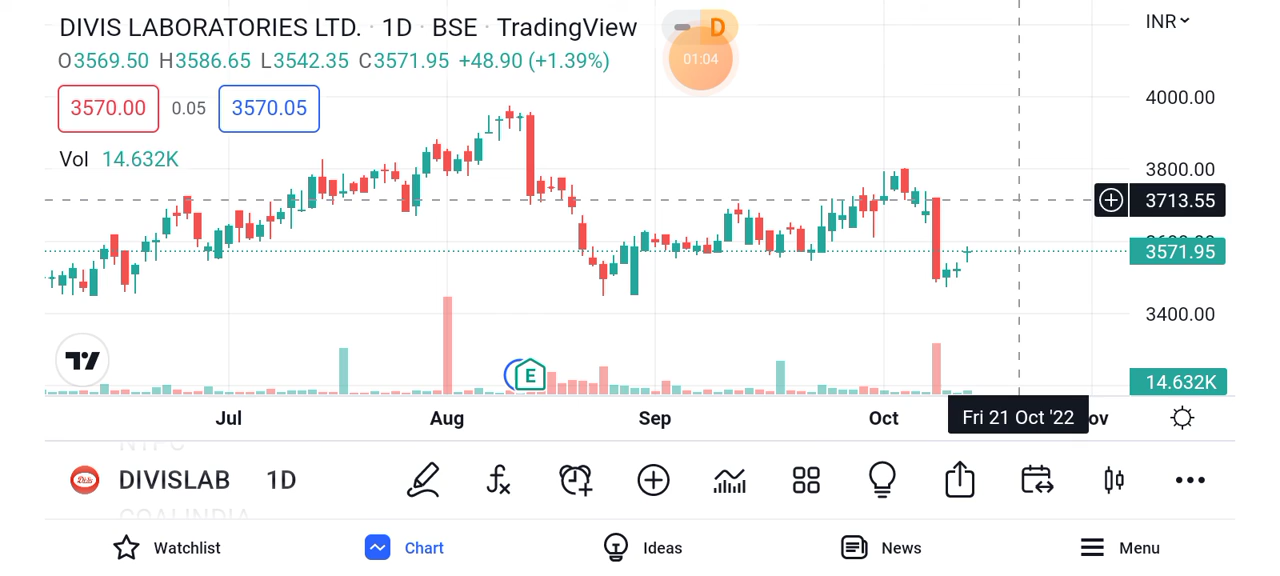 DIVIS LABORATORIES LTD. · 1D · BSE · TradingView
D
INR
O3569.50 H3586.65 L3542.35 C3571.95 +48.90 (+1.39%)
01:04
3570.00 0.05 3570.05
4000.00
Vol 14.632K
3800.00
3713.55
3571.95
3400.00
E
14.632K
Jul Aug Sep Oct Fri 21 Oct '22 ov
NTPC
DIVISLAB 1D
COALINDIA
Watchlist Chart Ideas News Menu